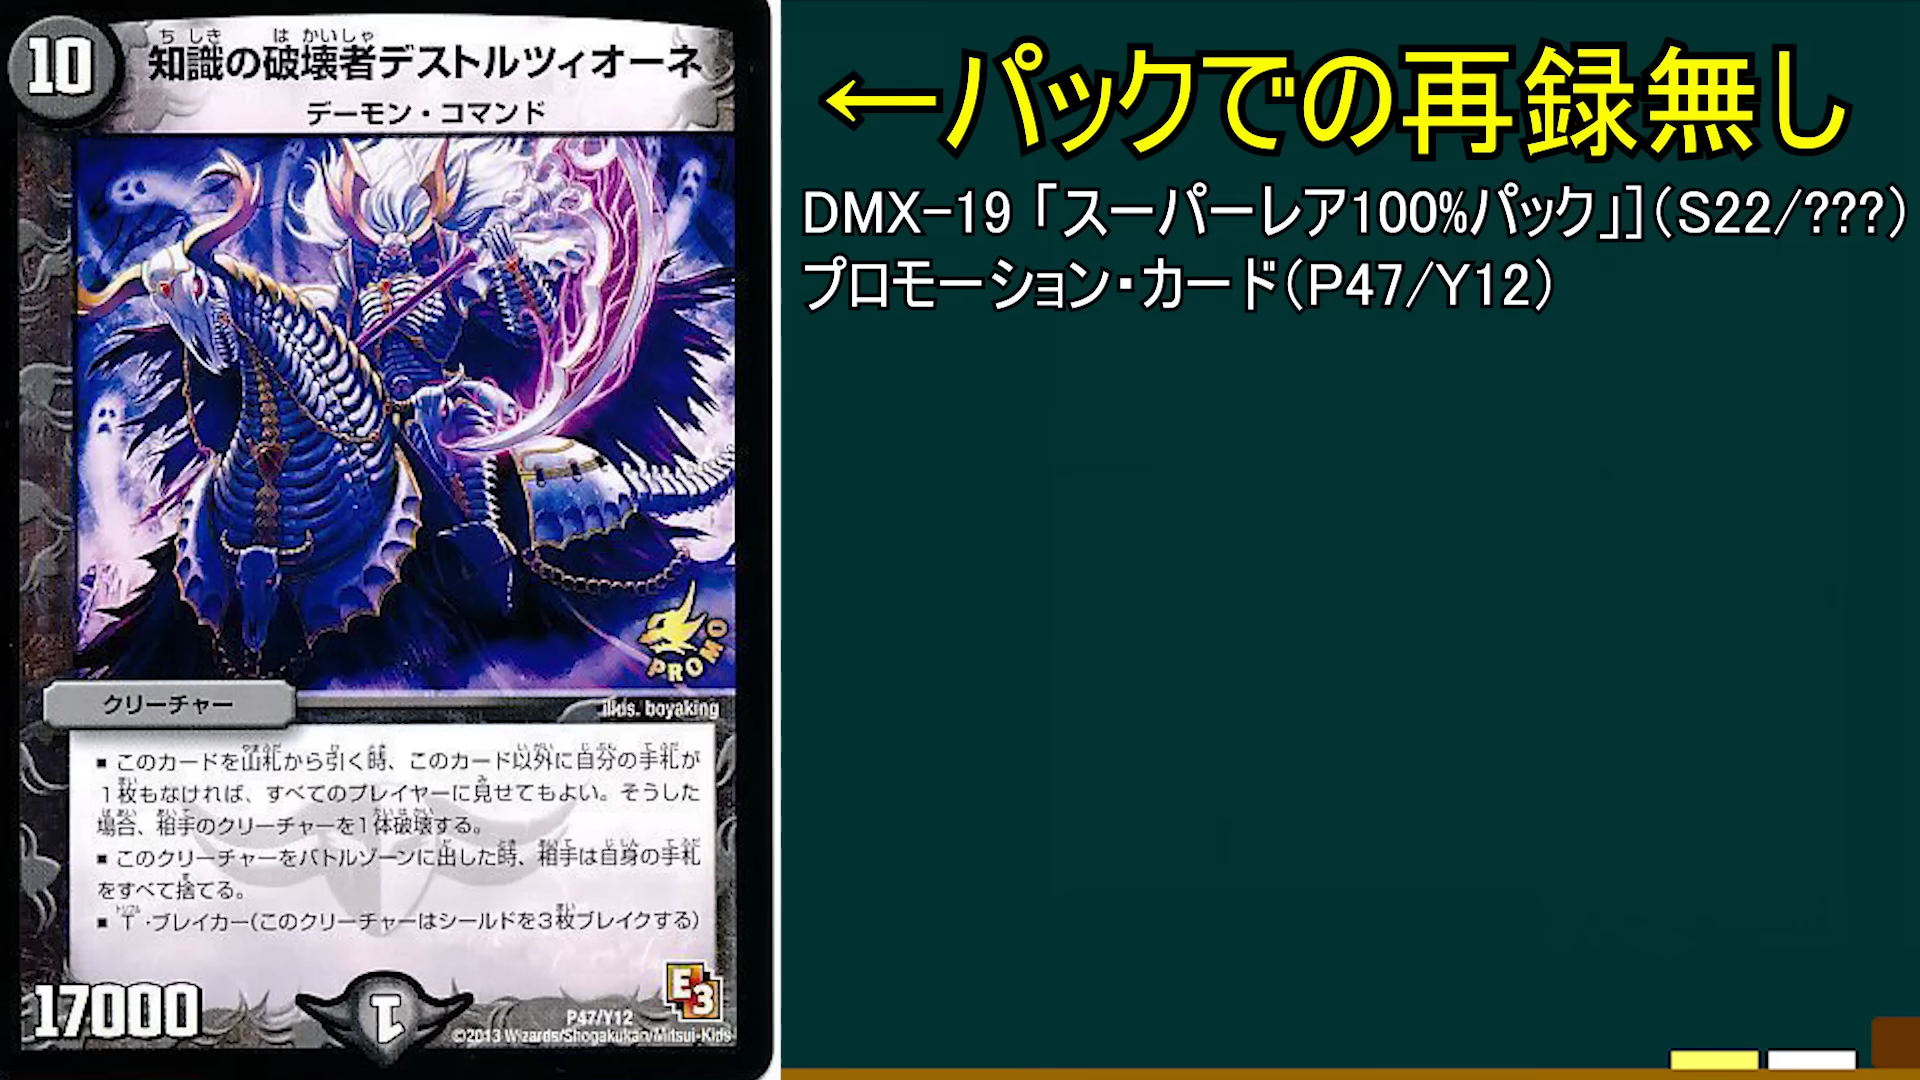 10
ちしき はかいしゃ
知識の破壊者デストルツィオーネ
デーモン・コマンド
PROMO
クリーチャー
illus. boyaking
■ このカードを山札から引く時、このカード以外に自分の手札が
1枚もなければ、すべてのプレイヤーに見せてもよい。そうした
場合、相手のクリーチャーを1体破壊する。
■ このクリーチャーをバトルゾーンに出した時、相手は自身の手札
をすべて捨てる。
■ T・ブレイカー(このクリーチャーはシールドを3枚ブレイクする)
17000
1
E3
P47/Y12
©2013 Wizards/Shogakukan/Mitsui-Kids
←パックでの再録無し
DMX-19 「スーパーレア100%パック」］（S22/???）
プロモーション・カード（P47/Y12）